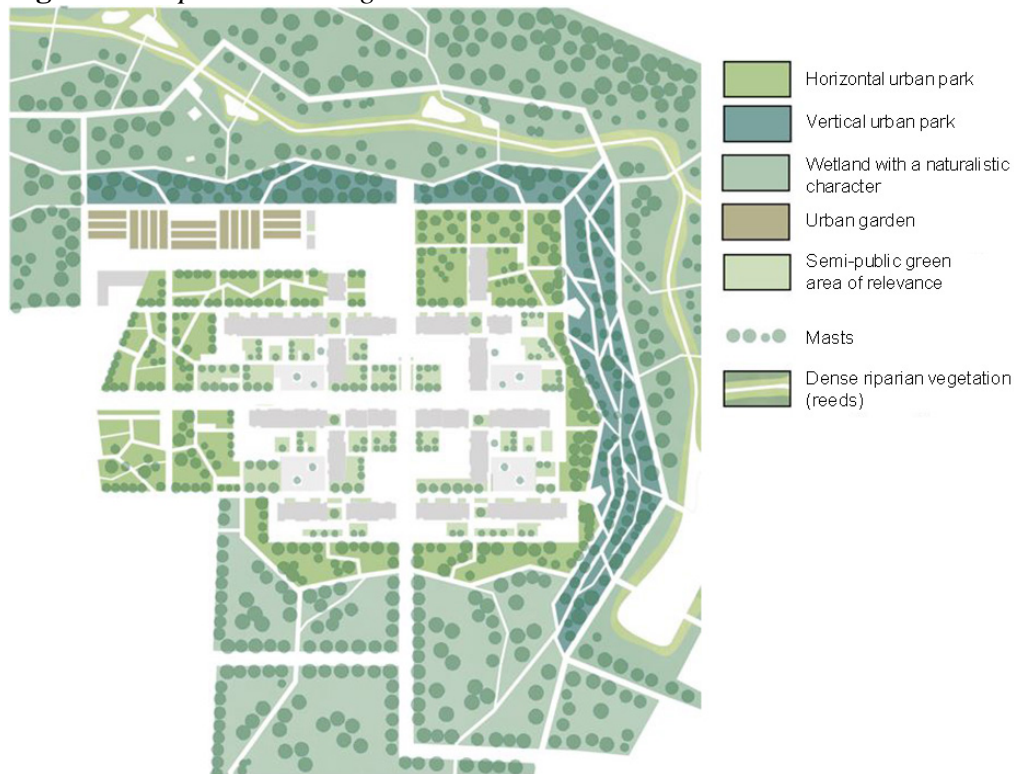 Horizontal urban park
Vertical urban park
Wetland with a naturalistic
character
Urban garden
Semi-public green
area of relevance
Masts
Dense riparian vegetation
(reeds)